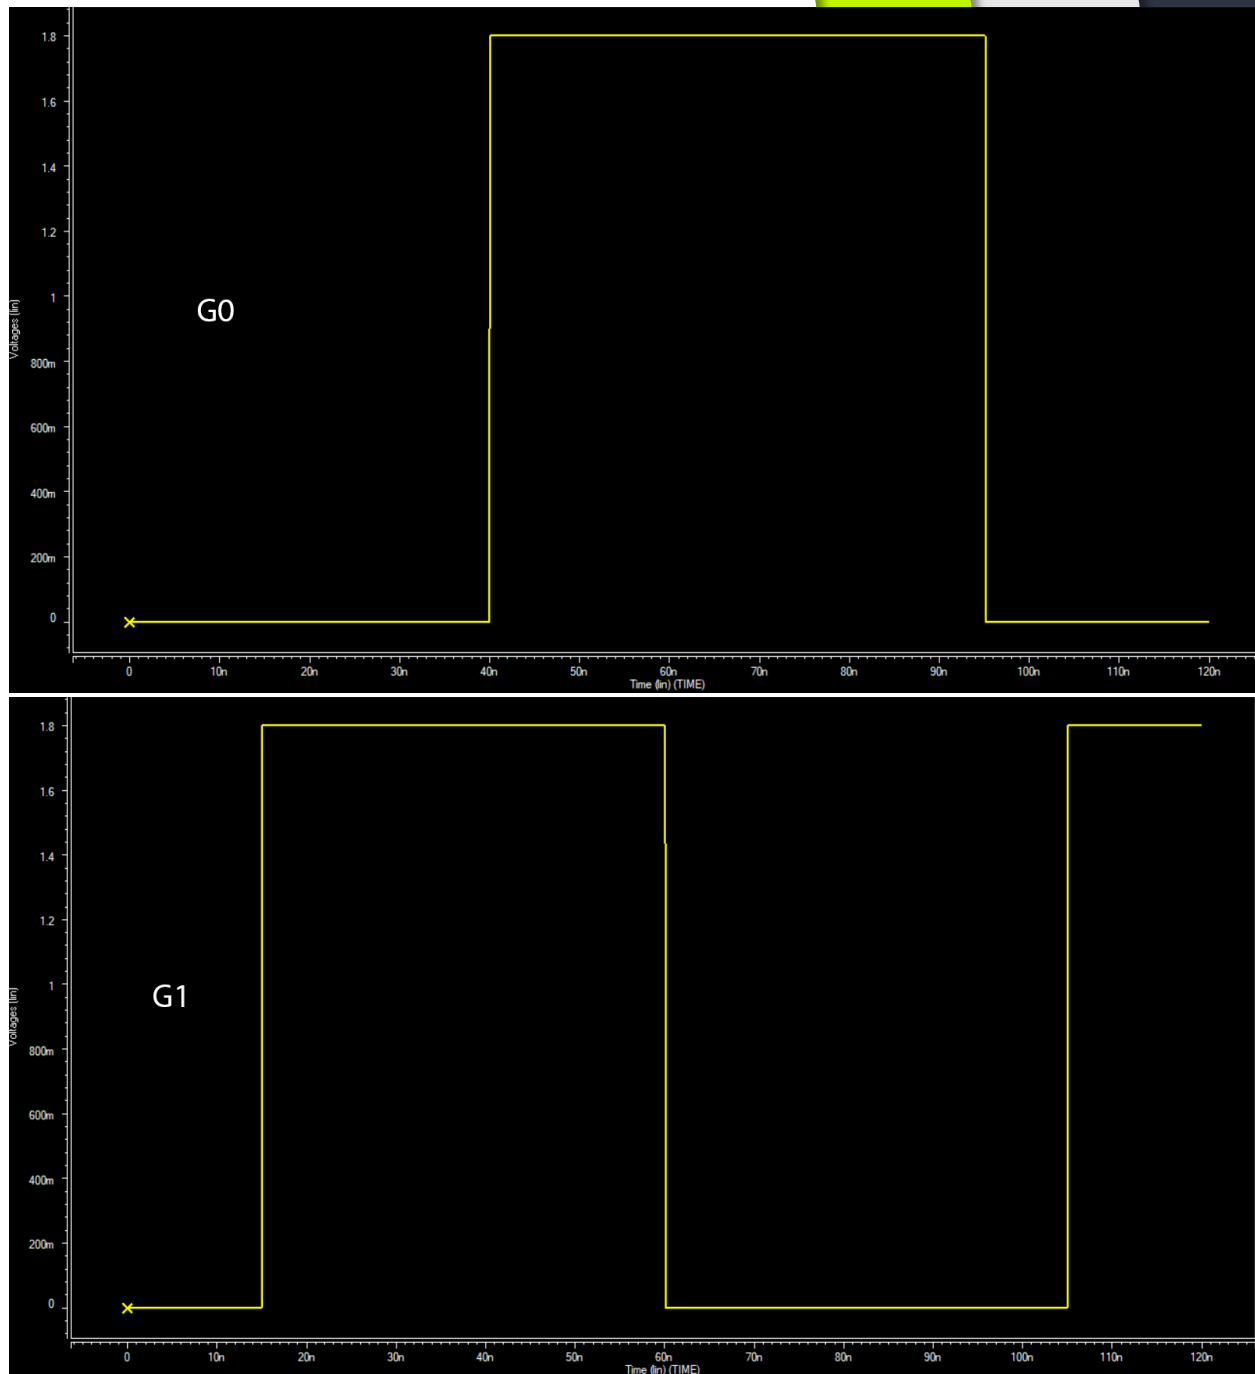 1.8
1.6
1.4
1.2
1
800m
600m
400m
200m
0
Voltages (lin)
G0
0 10n 20n 30n 40n 50n 60n 70n 80n 90n 100n 110n 120n
Time (lin) (TIME)
1.8
1.6
1.4
1.2
1
800m
600m
400m
200m
0
Voltages (lin)
G1
0 10n 20n 30n 40n 50n 60n 70n 80n 90n 100n 110n 120n
Time (lin) (TIME)